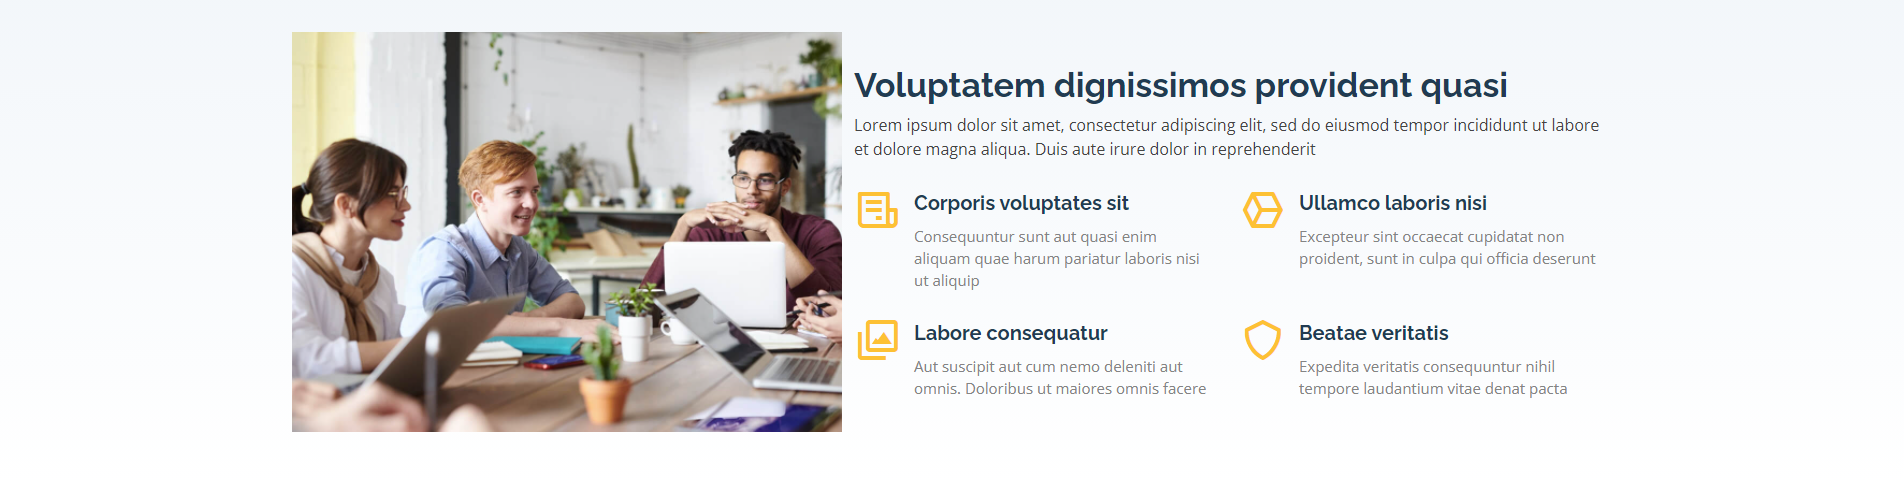 Voluptatem dignissimos provident quasi
Lorem ipsum dolor sit amet, consectetur adipiscing elit, sed do eiusmod tempor incididunt ut labore
et dolore magna aliqua. Duis aute irure dolor in reprehenderit
Corporis voluptates sit
Consequuntur sunt aut quasi enim
aliquam quae harum pariatur laboris nisi
ut aliquip
Ullamco laboris nisi
Excepteur sint occaecat cupidatat non
proident, sunt in culpa qui officia deserunt
Labore consequatur
Aut suscipit aut cum nemo deleniti aut
omnis. Doloribus ut maiores omnis facere
Beatae veritatis
Expedita veritatis consequuntur nihil
tempore laudantium vitae denat pacta